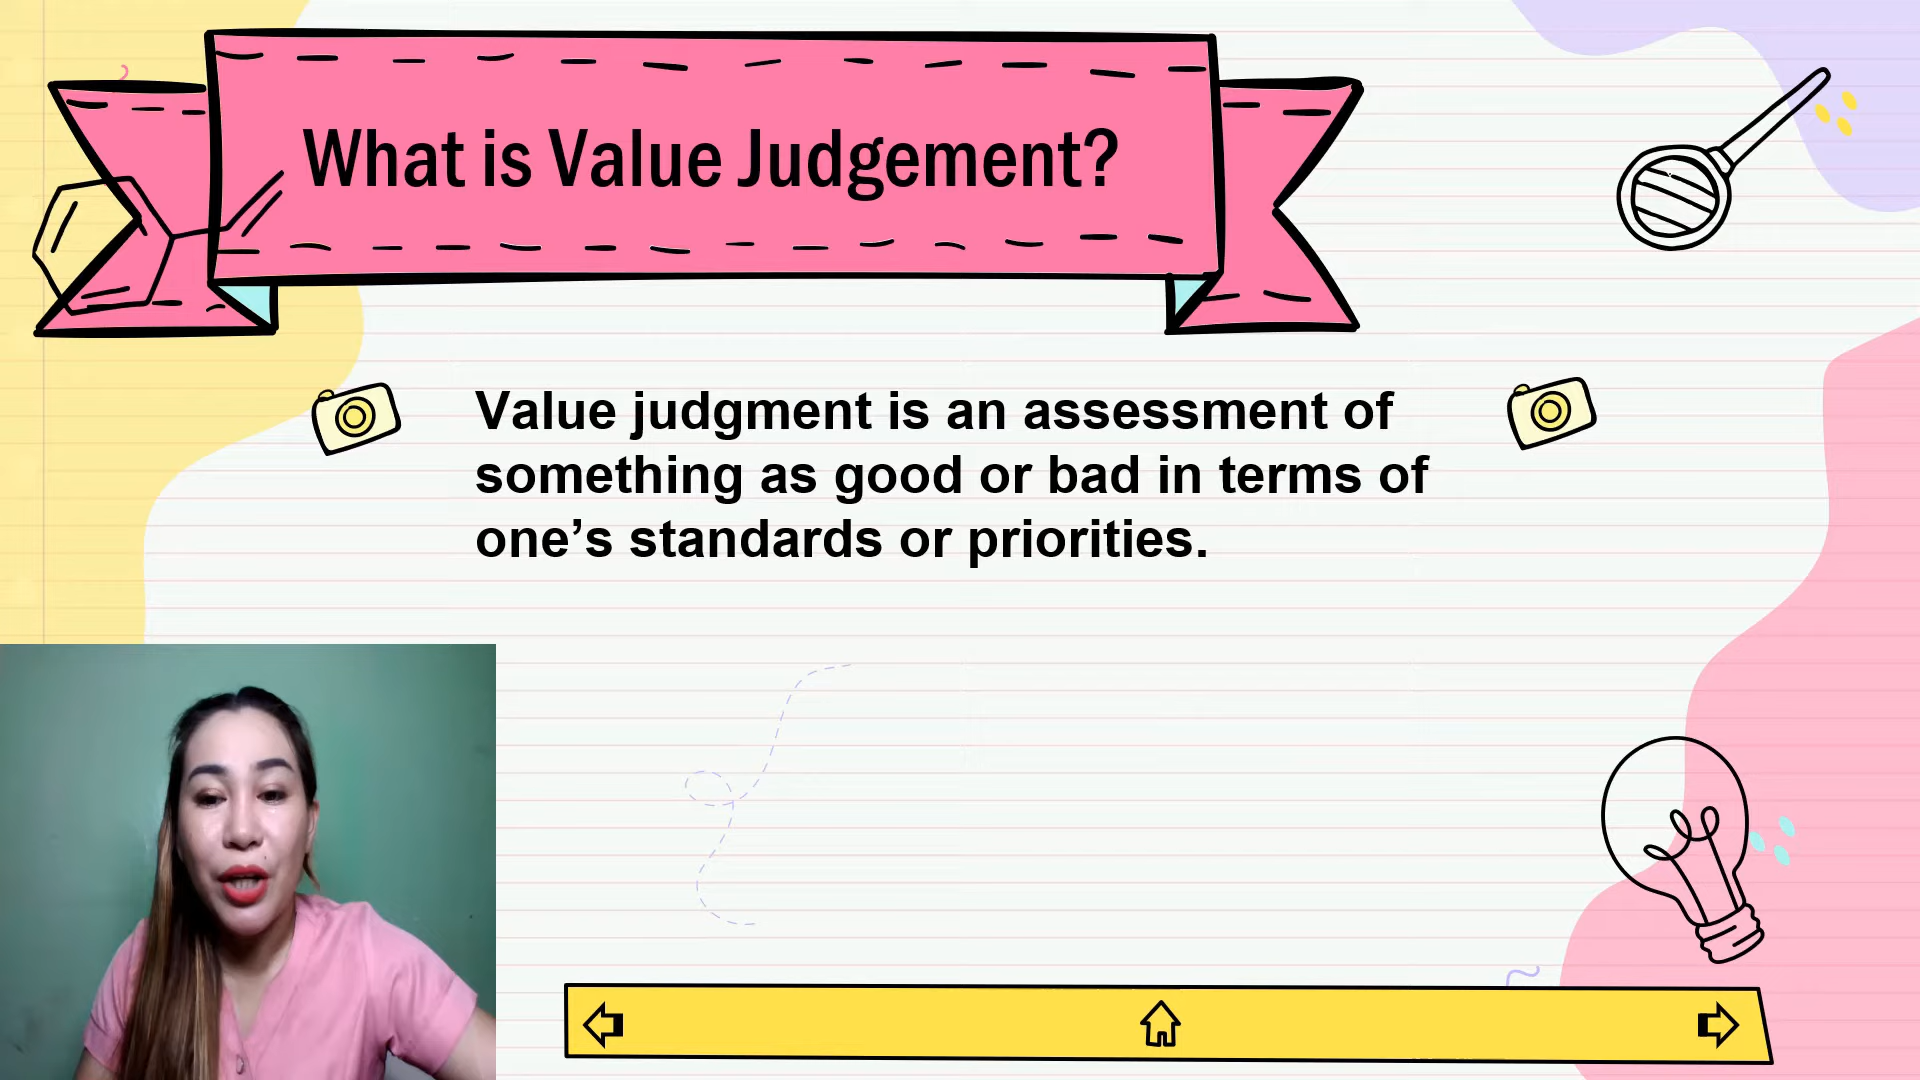 What is Value Judgement?
Value judgment is an assessment of
something as good or bad in terms of
one’s standards or priorities.